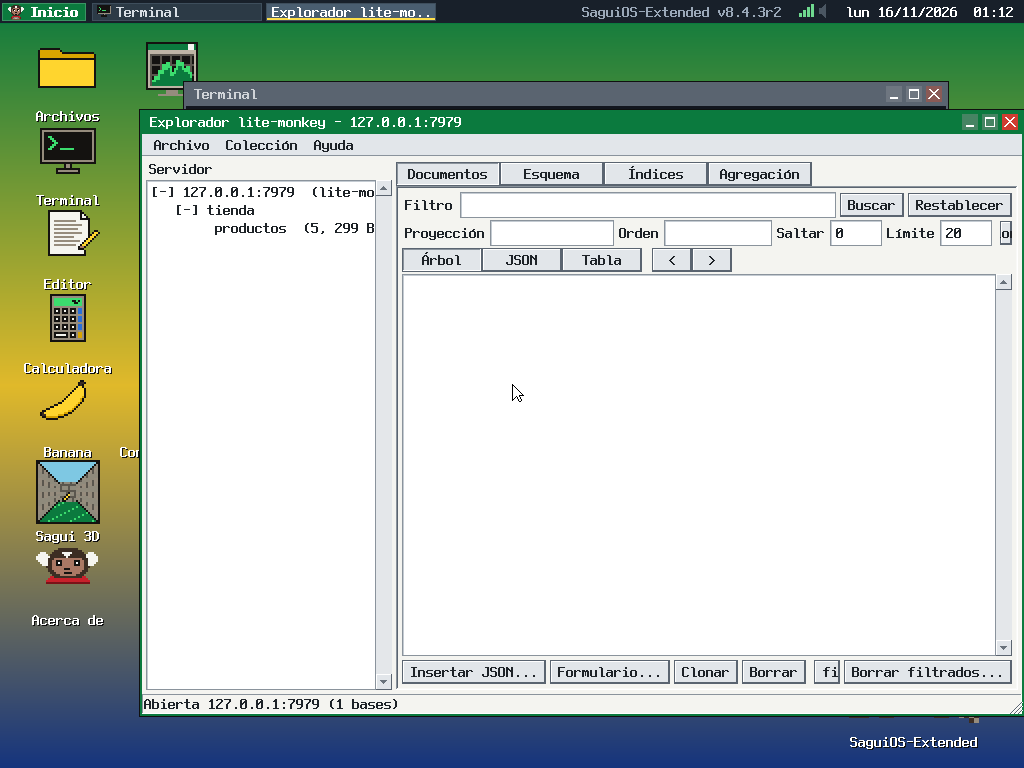 Inicio
Terminal
Explorador lite-mo..
SaguiOS-Extended v8.4.3r2
lun 16/11/2026 01:12
Archivos
Terminal
Editor
Calculadora
Banana
Cor
Sagui 3D
Acerca de
Terminal
Explorador lite-monkey - 127.0.0.1:7979
Archivo Colección Ayuda
Servidor
[-] 127.0.0.1:7979 (lite-mo
[-] tienda
productos (5, 299 B
Documentos Esquema Índices Agregación
Filtro Buscar Restablecer
Proyección Orden Saltar 0 Límite 20
Árbol JSON Tabla < >
Insertar JSON... Formulario... Clonar Borrar fi Borrar filtrados...
Abierta 127.0.0.1:7979 (1 bases)
SaguiOS-Extended